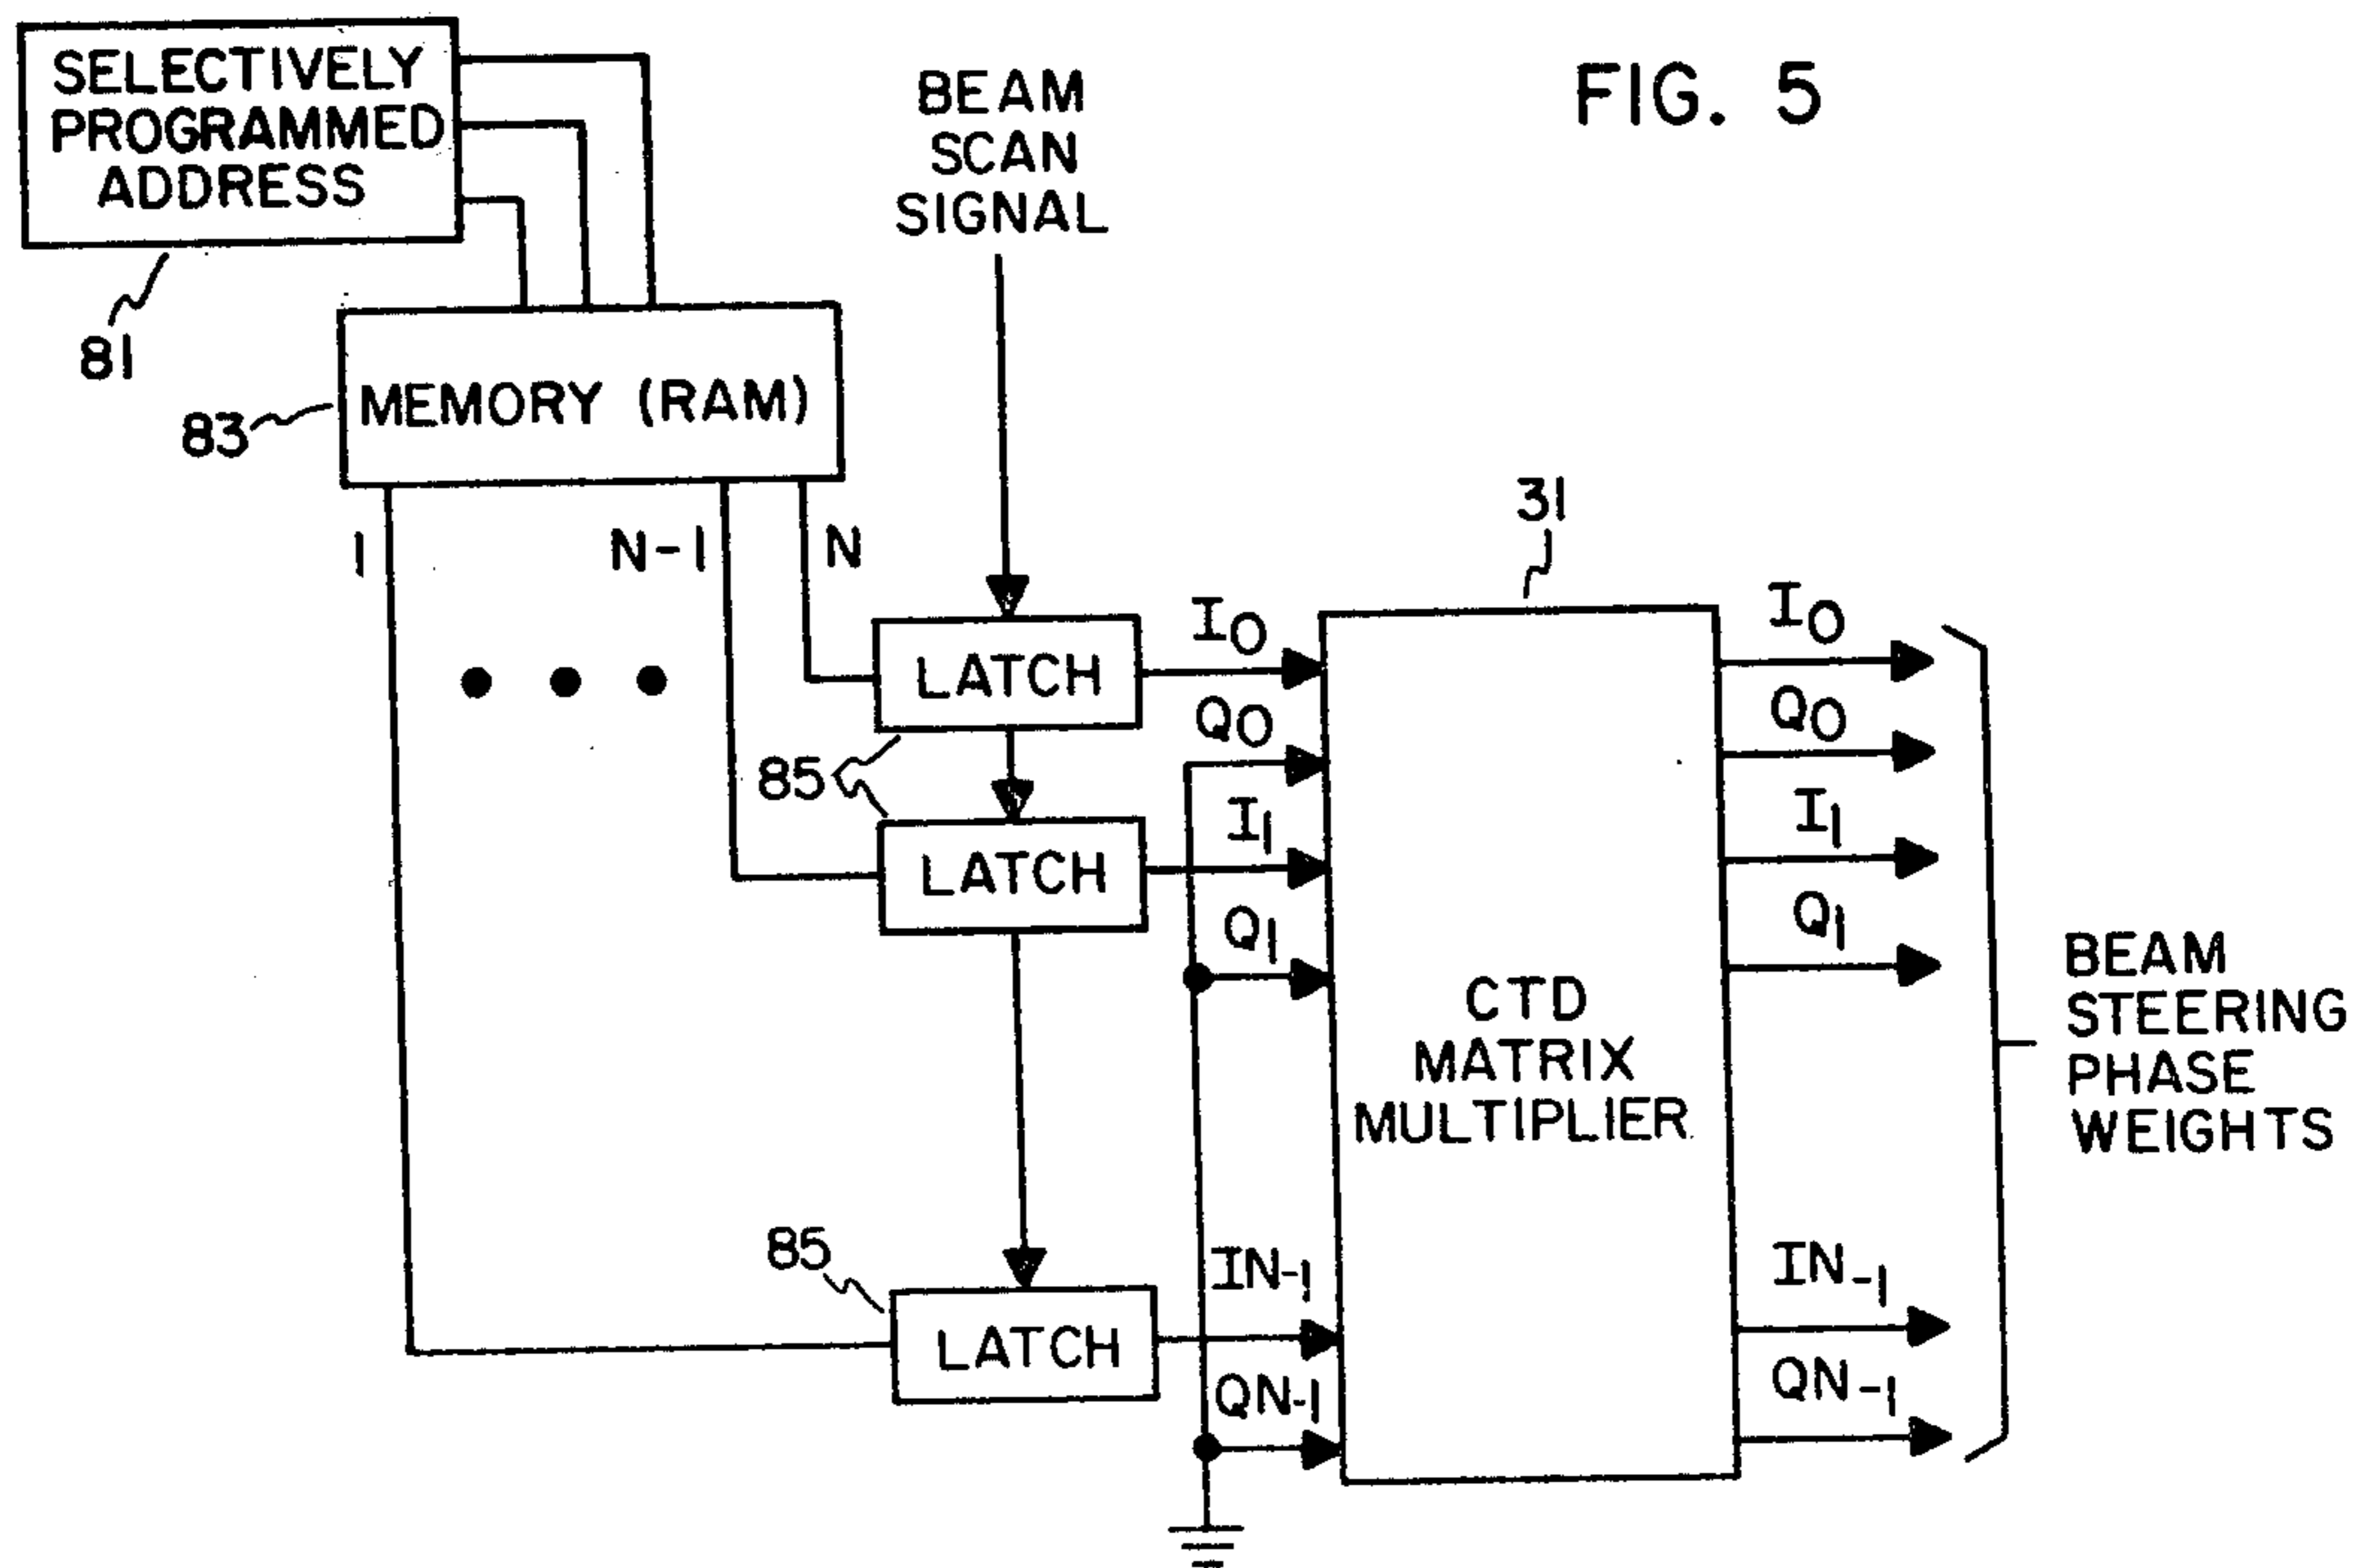 SELECTIVELY
PROGRAMMED
ADDRESS
81
BEAM
SCAN
SIGNAL
FIG. 5
MEMORY (RAM)
83
1
N-1
N
31
LATCH
I0
Q0
85
LATCH
I1
Q1
85
LATCH
IN-1
QN-1
CTD
MATRIX
MULTIPLIER
I0
Q0
I1
Q1
IN-1
QN-1
BEAM
STEERING
PHASE
WEIGHTS